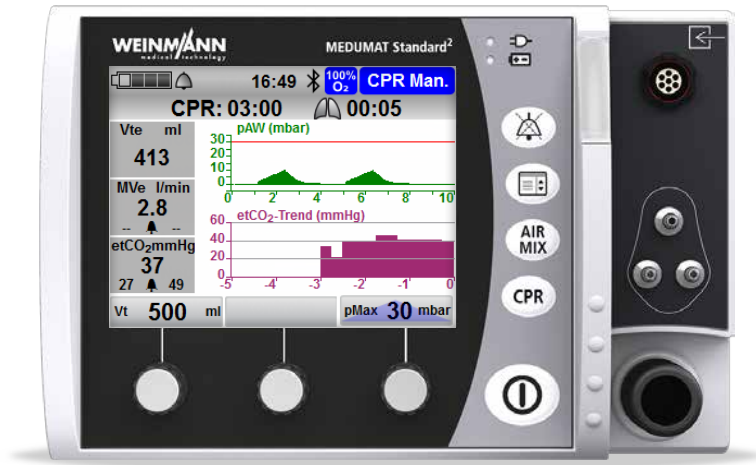 WEINMANN
medical technology
MEDUMAT Standard²
16:49 100% O₂ CPR Man.
CPR: 03:00 00:05
Vte ml
413
MVe l/min
2.8
-- --
etCO₂mmHg
37
27 49
pAW (mbar)
30
20
10
0
0 2 4 6 8 10
etCO₂-Trend (mmHg)
60
40
20
0
-5 -4 -3 -2 -1 0
Vt 500 ml
pMax 30 mbar
AIR
MIX
CPR